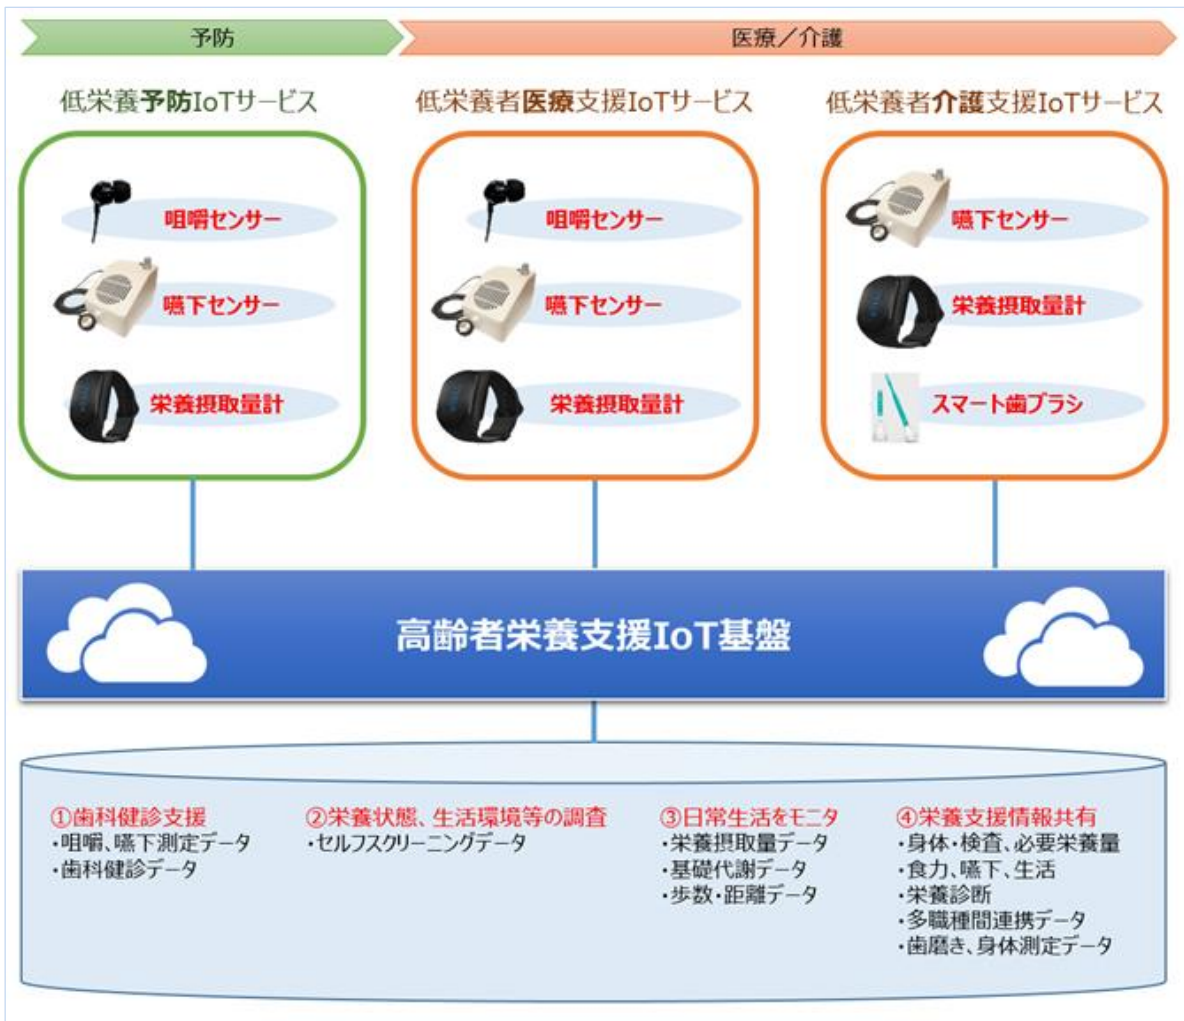 予防
医療／介護
低栄養予防IoTサービス
低栄養者医療支援IoTサービス
低栄養者介護支援IoTサービス
咀嚼センサー
嚥下センサー
栄養摂取量計
咀嚼センサー
嚥下センサー
栄養摂取量計
嚥下センサー
栄養摂取量計
スマート歯ブラシ
高齢者栄養支援IoT基盤
①歯科健診支援
・咀嚼、嚥下測定データ
・歯科健診データ
②栄養状態、生活環境等の調査
・セルフスクリーニングデータ
③日常生活をモニタ
・栄養摂取量データ
・基礎代謝データ
・歩数・距離データ
④栄養支援情報共有
・身体・検査、必要栄養量
・食力、嚥下、生活
・栄養診断
・多職種間連携データ
・歯磨き、身体測定データ